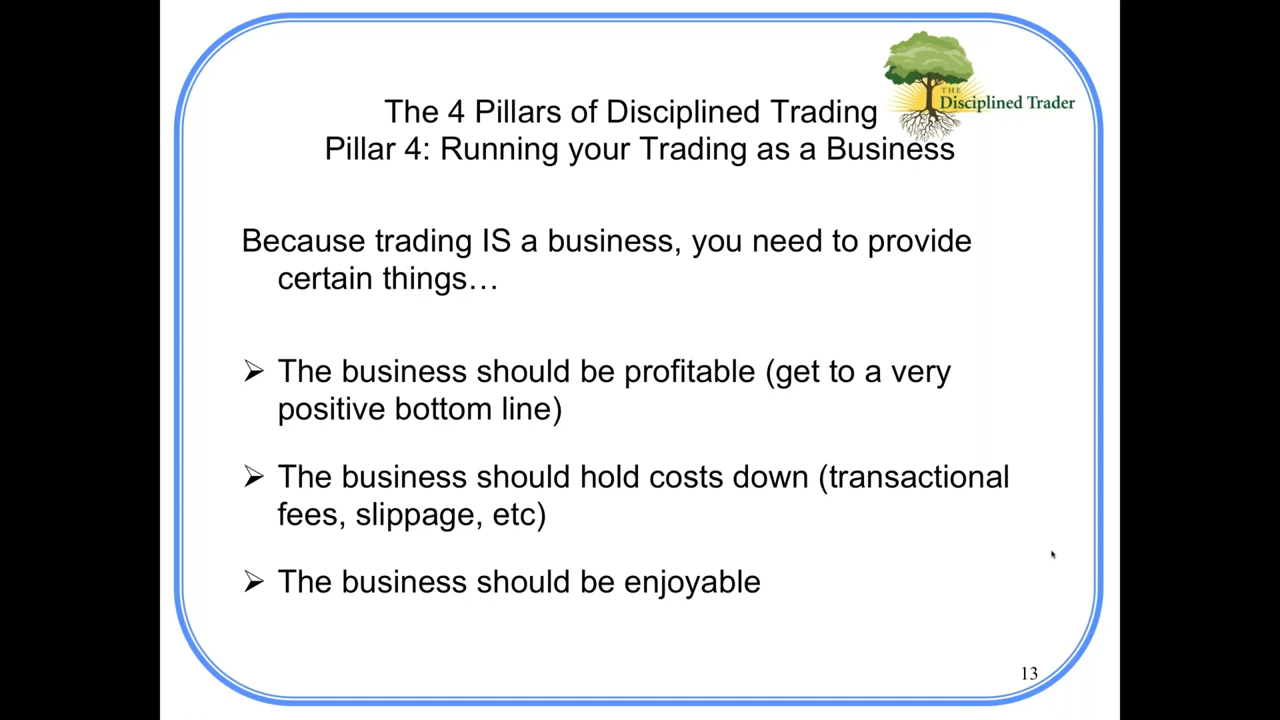 THE
Disciplined Trader
The 4 Pillars of Disciplined Trading
Pillar 4: Running your Trading as a Business
Because trading IS a business, you need to provide
certain things…
➢ The business should be profitable (get to a very
positive bottom line)
➢ The business should hold costs down (transactional
fees, slippage, etc)
➢ The business should be enjoyable
13